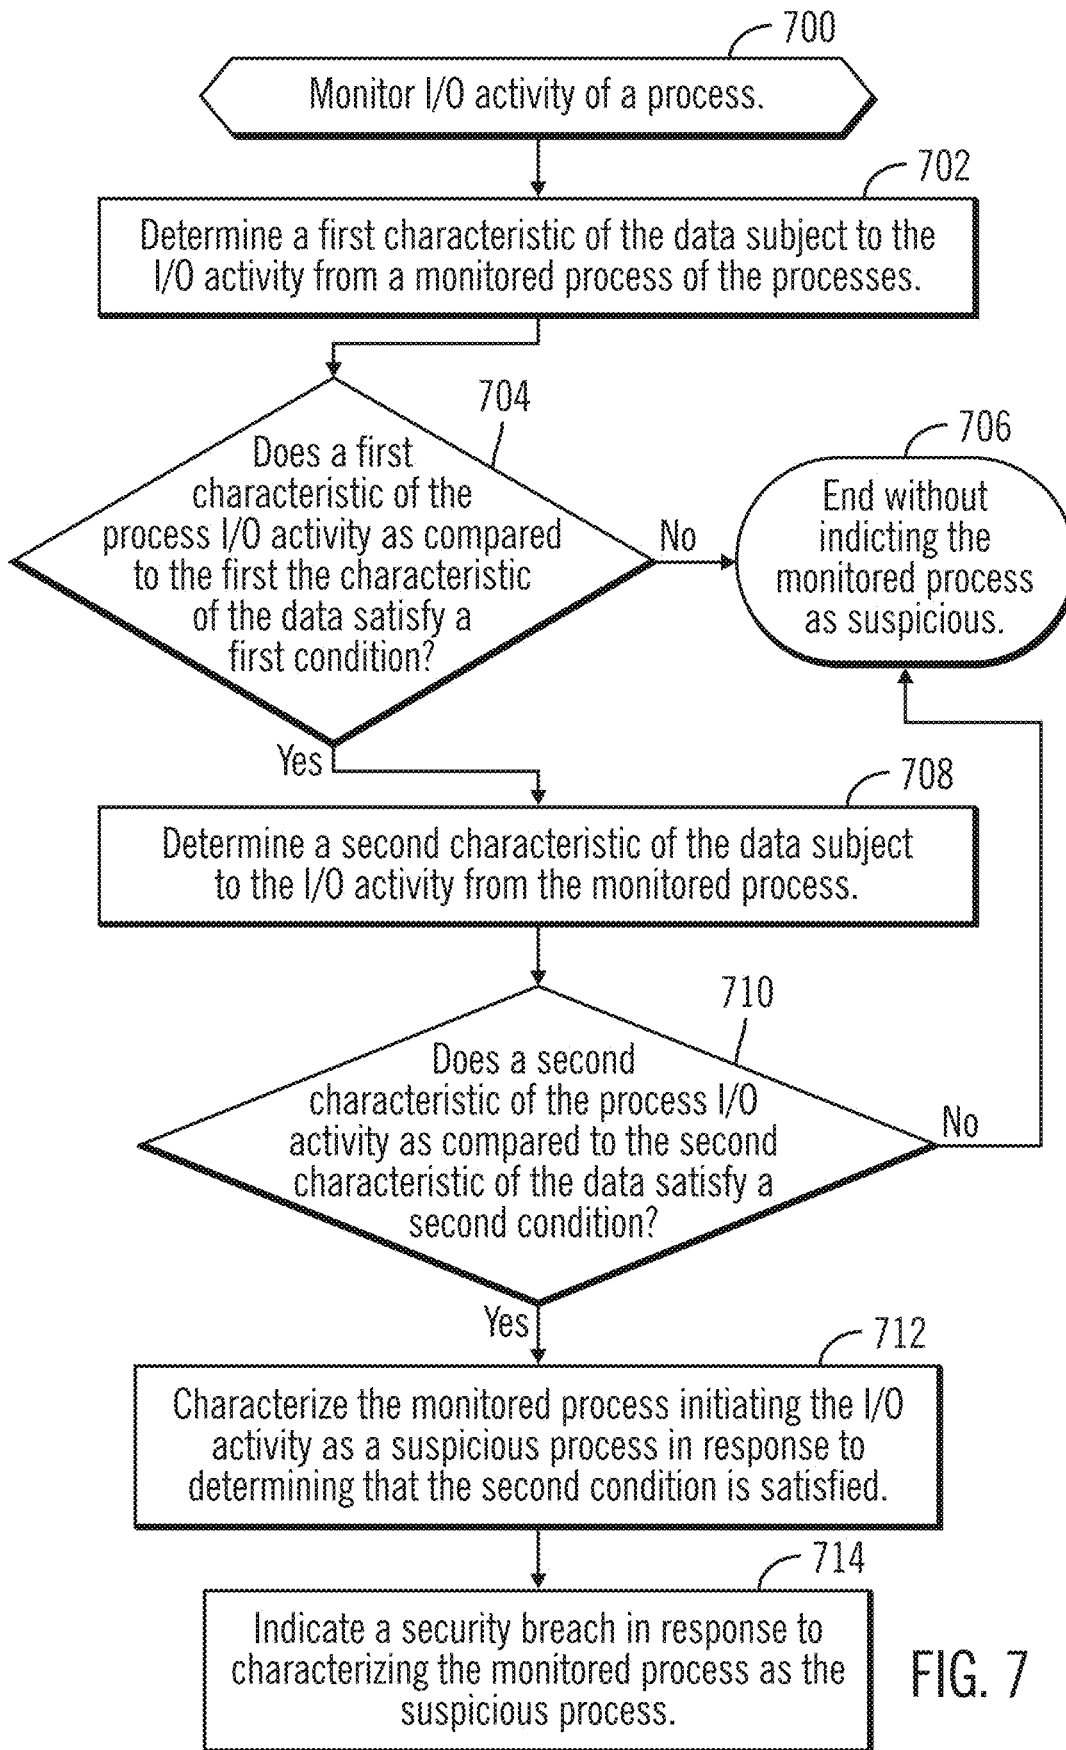 700
Monitor I/O activity of a process.
702
Determine a first characteristic of the data subject to the
I/O activity from a monitored process of the processes.
704
Does a first
characteristic of the
process I/O activity as compared
to the first the characteristic
of the data satisfy a
first condition?
No
706
End without
indicting the
monitored process
as suspicious.
Yes
708
Determine a second characteristic of the data subject
to the I/O activity from the monitored process.
710
Does a second
characteristic of the process I/O
activity as compared to the second
characteristic of the data satisfy a
second condition?
No
Yes
712
Characterize the monitored process initiating the I/O
activity as a suspicious process in response to
determining that the second condition is satisfied.
714
Indicate a security breach in response to
characterizing the monitored process as the
suspicious process.
FIG. 7